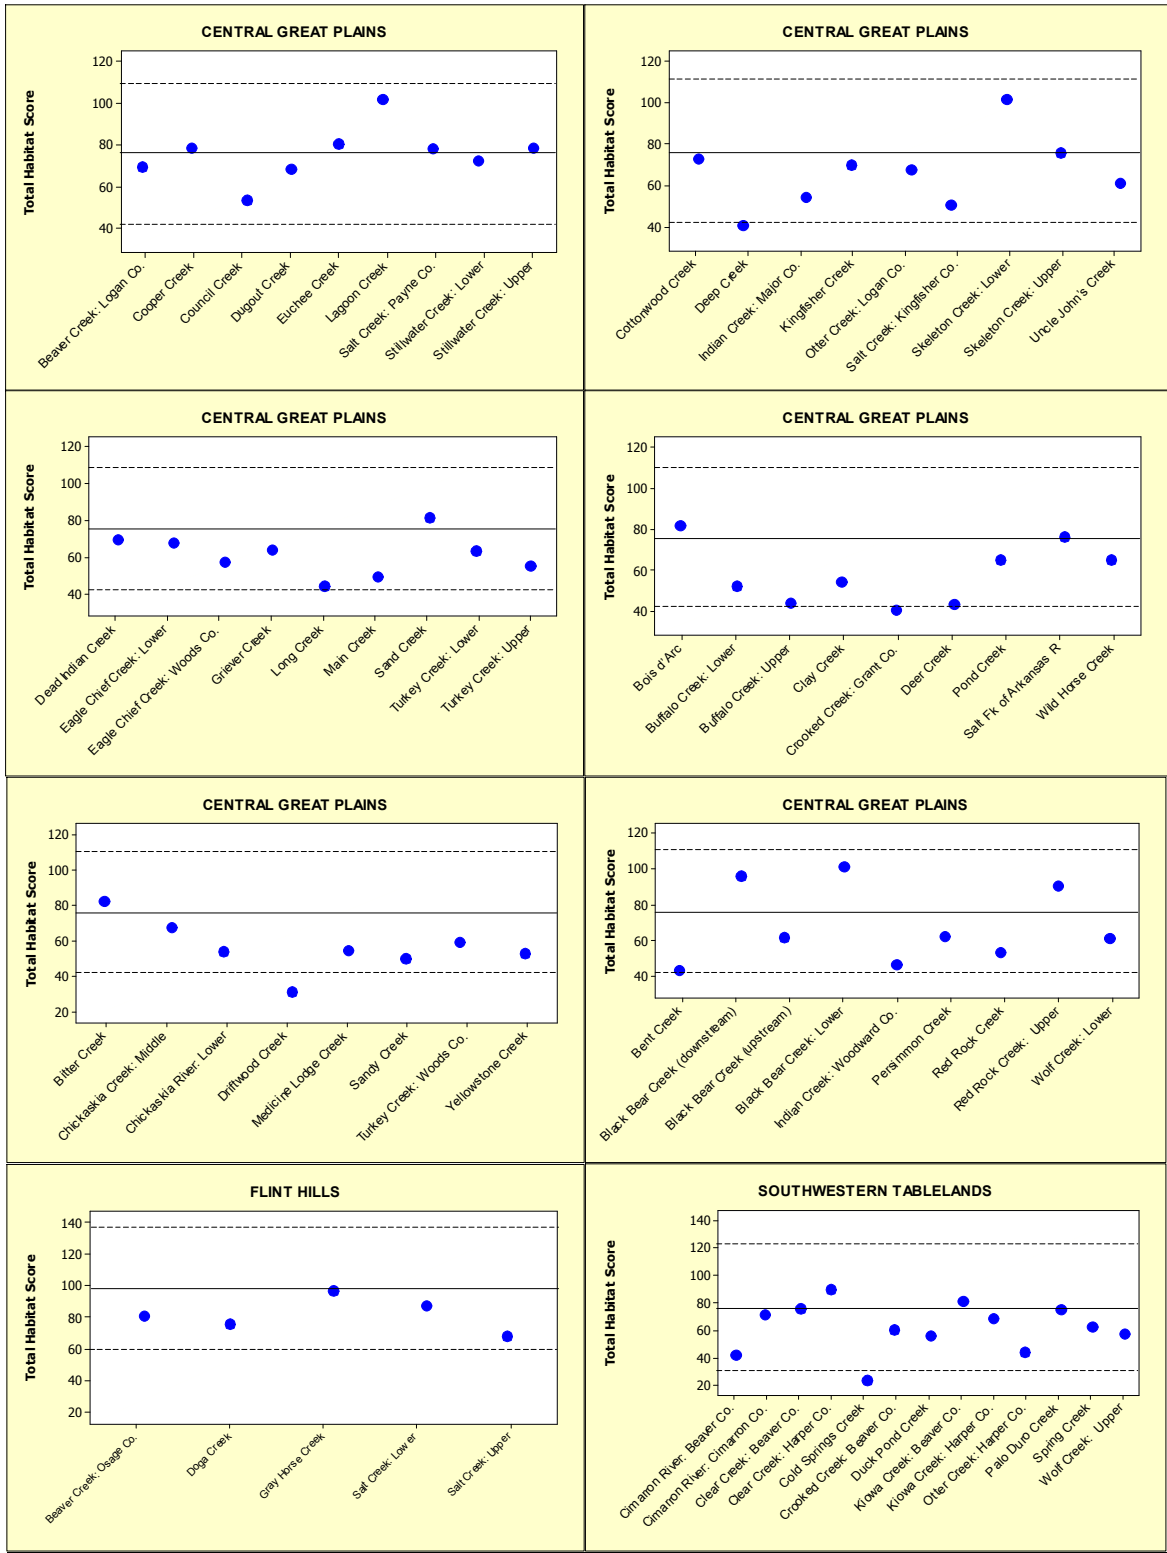 CENTRAL GREAT PLAINS
Total Habitat Score
120
100
80
60
40
Beaver Creek: Logan Co.
Cooper Creek
Council Creek
Dugout Creek
Euchee Creek
Lagoon Creek
Salt Creek: Payne Co.
Stillwater Creek: Lower
Stillwater Creek: Upper
CENTRAL GREAT PLAINS
Total Habitat Score
120
100
80
60
40
Cottonwood Creek
Deep Creek
Indian Creek: Major Co.
Kingfisher Creek
Otter Creek: Logan Co.
Salt Creek: Kingfisher Co.
Skeleton Creek: Lower
Skeleton Creek: Upper
Uncle John's Creek
CENTRAL GREAT PLAINS
Total Habitat Score
120
100
80
60
40
Dead Indian Creek
Eagle Chief Creek: Lower
Eagle Chief Creek: Woods Co.
Griever Creek
Long Creek
Main Creek
Sand Creek
Turkey Creek: Lower
Turkey Creek: Upper
CENTRAL GREAT PLAINS
Total Habitat Score
120
100
80
60
40
Bois d'Arc
Buffalo Creek: Lower
Buffalo Creek: Upper
Clay Creek
Crooked Creek: Grant Co.
Deer Creek
Pond Creek
Salt Fk of Arkansas R
Wild Horse Creek
CENTRAL GREAT PLAINS
Total Habitat Score
120
100
80
60
40
20
Bitter Creek
Chickaskia Creek: Middle
Chickaskia River: Lower
Driftwood Creek
Medicine Lodge Creek
Sandy Creek
Turkey Creek: Woods Co.
Yellowstone Creek
CENTRAL GREAT PLAINS
Total Habitat Score
120
100
80
60
40
Bent Creek
Black Bear Creek (downstream)
Black Bear Creek (upstream)
Black Bear Creek: Lower
Indian Creek: Woodward Co.
Persimmon Creek
Red Rock Creek
Red Rock Creek: Upper
Wolf Creek: Lower
FLINT HILLS
Total Habitat Score
140
120
100
80
60
40
20
Beaver Creek: Osage Co.
Doga Creek
Gray Horse Creek
Salt Creek: Lower
Salt Creek: Upper
SOUTHWESTERN TABLELANDS
Total Habitat Score
140
120
100
80
60
40
20
Cimarron River: Beaver Co.
Cimarron River: Cimarron Co.
Clear Creek: Beaver Co.
Clear Creek: Harper Co.
Cold Springs Creek
Crooked Creek: Beaver Co.
Duck Pond Creek
Kiowa Creek: Beaver Co.
Kiowa Creek: Harper Co.
Otter Creek: Harper Co.
Palo Duro Creek
Spring Creek
Wolf Creek: Upper